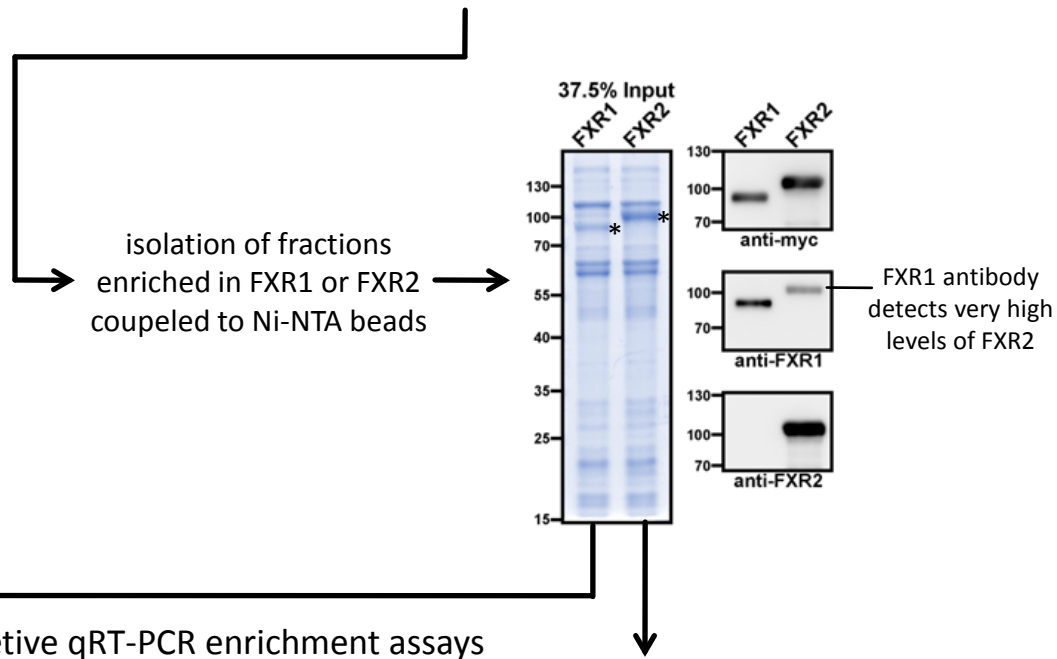 37.5% Input
FXR1
FXR2
130
100
70
55
40
35
25
15
*
*
FXR1
FXR2
130
100
70
anti-myc
100
70
anti-FXR1
130
100
70
anti-FXR2
isolation of fractions
enriched in FXR1 or FXR2
coupeled to Ni-NTA beads
FXR1 antibody
detects very high
levels of FXR2
qRT-PCR enrichment assays